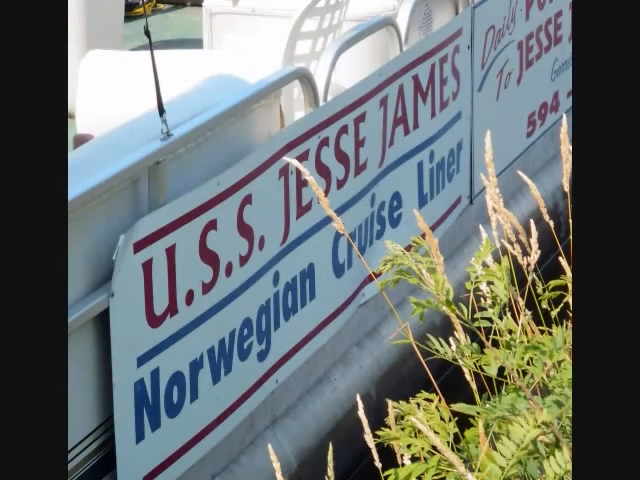 U.S.S. JESSE JAMES
Norwegian Cruise Liner
Daily
To JESSE
594